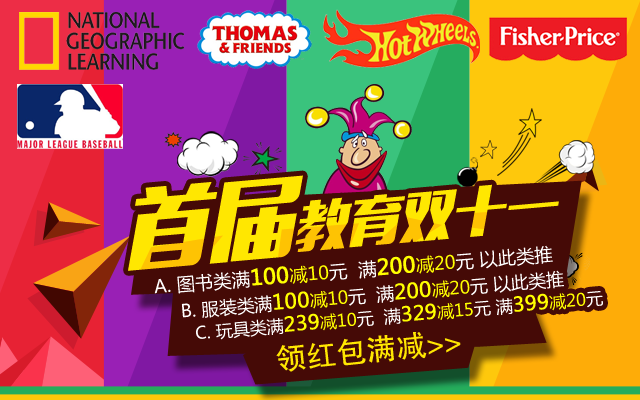 NATIONAL
GEOGRAPHIC
LEARNING
THOMAS
& FRIENDS
Hot Wheels
Fisher-Price
MAJOR LEAGUE BASEBALL
首届教育双十一
A. 图书类满100减10元 满200减20元 以此类推
B. 服装类满100减10元 满200减20元 以此类推
C. 玩具类满239减10元 满329减15元 满399减20元
领红包满减>>